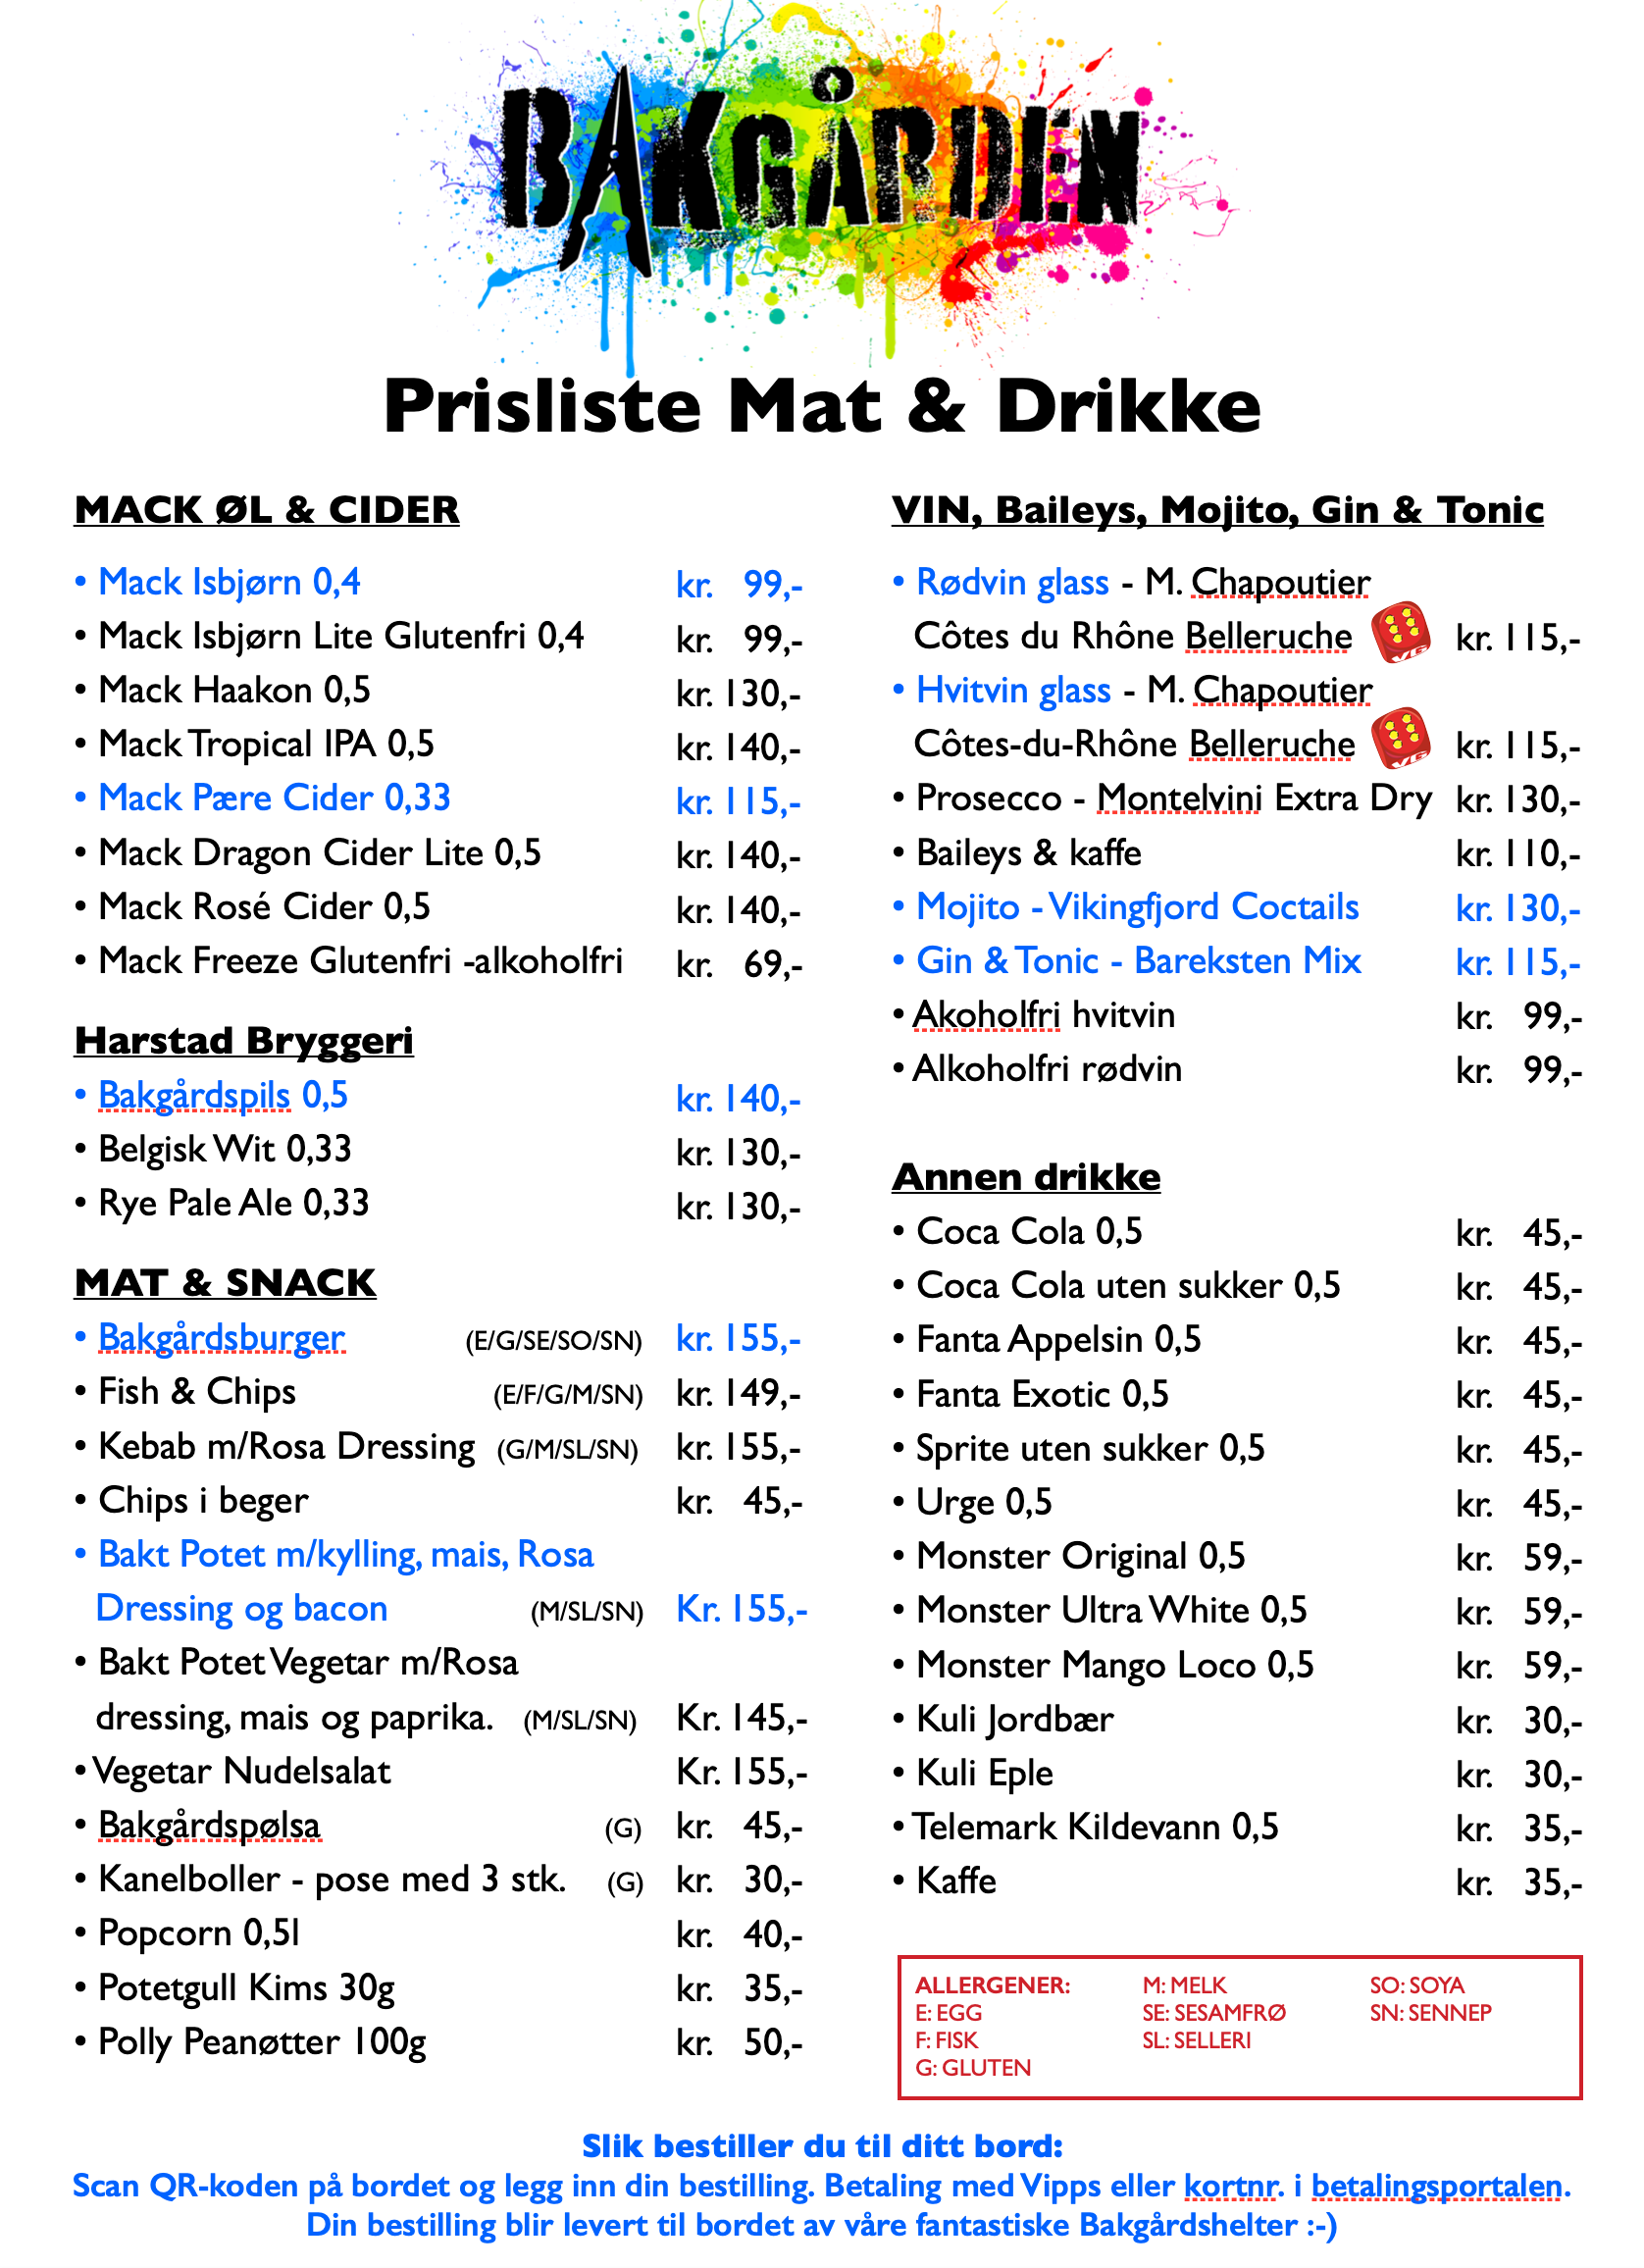 BAKGÅRDEN
Prisliste Mat & Drikke
MACK ØL & CIDER
• Mack Isbjørn 0,4 kr. 99,-
• Mack Isbjørn Lite Glutenfri 0,4 kr. 99,-
• Mack Haakon 0,5 kr. 130,-
• Mack Tropical IPA 0,5 kr. 140,-
• Mack Pære Cider 0,33 kr. 115,-
• Mack Dragon Cider Lite 0,5 kr. 140,-
• Mack Rosé Cider 0,5 kr. 140,-
• Mack Freeze Glutenfri -alkoholfri kr. 69,-
Harstad Bryggeri
• Bakgårdspils 0,5 kr. 140,-
• Belgisk Wit 0,33 kr. 130,-
• Rye Pale Ale 0,33 kr. 130,-
MAT & SNACK
• Bakgårdsburger (E/G/SE/SO/SN) kr. 155,-
• Fish & Chips (E/F/G/M/SN) kr. 149,-
• Kebab m/Rosa Dressing (G/M/SL/SN) kr. 155,-
• Chips i beger kr. 45,-
• Bakt Potet m/kylling, mais, Rosa
Dressing og bacon (M/SL/SN) Kr. 155,-
• Bakt Potet Vegetar m/Rosa
dressing, mais og paprika. (M/SL/SN) Kr. 145,-
• Vegetar Nudelsalat Kr. 155,-
• Bakgårdspølsa (G) kr. 45,-
• Kanelboller - pose med 3 stk. (G) kr. 30,-
• Popcorn 0,5l kr. 40,-
• Potetgull Kims 30g kr. 35,-
• Polly Peanøtter 100g kr. 50,-
VIN, Baileys, Mojito, Gin & Tonic
• Rødvin glass - M. Chapoutier
Côtes du Rhône Belleruche VG kr. 115,-
• Hvitvin glass - M. Chapoutier
Côtes-du-Rhône Belleruche VG kr. 115,-
• Prosecco - Montelvini Extra Dry kr. 130,-
• Baileys & kaffe kr. 110,-
• Mojito - Vikingfjord Coctails kr. 130,-
• Gin & Tonic - Bareksten Mix kr. 115,-
• Akoholfri hvitvin kr. 99,-
• Alkoholfri rødvin kr. 99,-
Annen drikke
• Coca Cola 0,5 kr. 45,-
• Coca Cola uten sukker 0,5 kr. 45,-
• Fanta Appelsin 0,5 kr. 45,-
• Fanta Exotic 0,5 kr. 45,-
• Sprite uten sukker 0,5 kr. 45,-
• Urge 0,5 kr. 45,-
• Monster Original 0,5 kr. 59,-
• Monster Ultra White 0,5 kr. 59,-
• Monster Mango Loco 0,5 kr. 59,-
• Kuli Jordbær kr. 30,-
• Kuli Eple kr. 30,-
• Telemark Kildevann 0,5 kr. 35,-
• Kaffe kr. 35,-
ALLERGENER: M: MELK SO: SOYA
E: EGG SE: SESAMFRØ SN: SENNEP
F: FISK SL: SELLERI
G: GLUTEN
Slik bestiller du til ditt bord:
Scan QR-koden på bordet og legg inn din bestilling. Betaling med Vipps eller kortnr. i betalingsportalen.
Din bestilling blir levert til bordet av våre fantastiske Bakgårdshelter :-)